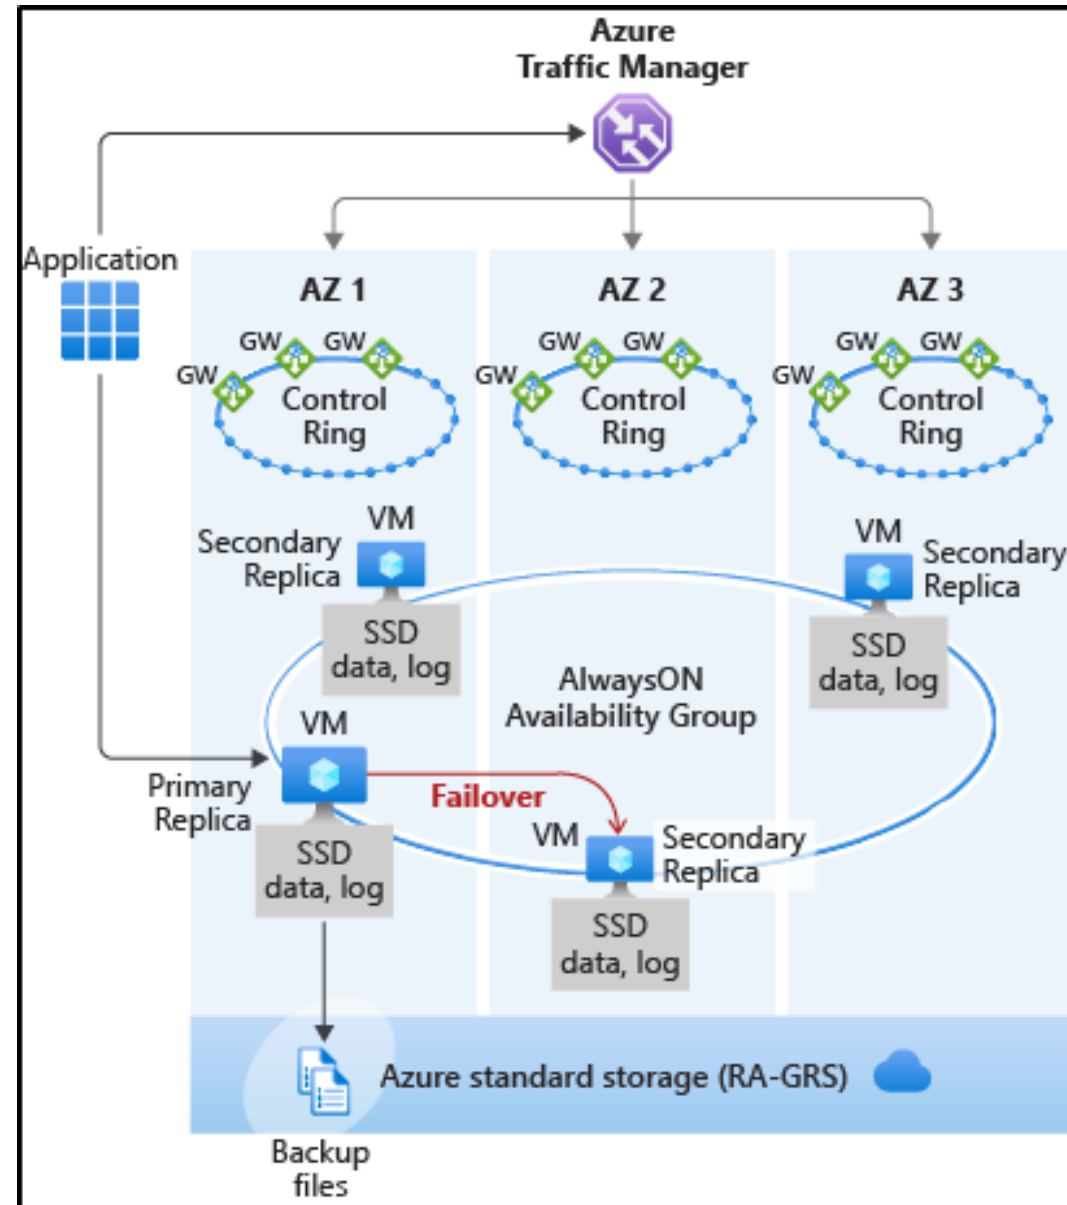 Azure
Traffic Manager
Application
AZ 1
AZ 2
AZ 3
GW
GW
GW
Control
Ring
GW
GW
GW
Control
Ring
GW
GW
GW
Control
Ring
VM
Secondary
Replica
SSD
data, log
VM
Secondary
Replica
SSD
data, log
AlwaysON
Availability Group
VM
Primary
Replica
SSD
data, log
Failover
VM
Secondary
Replica
SSD
data, log
Azure standard storage (RA-GRS)
Backup
files